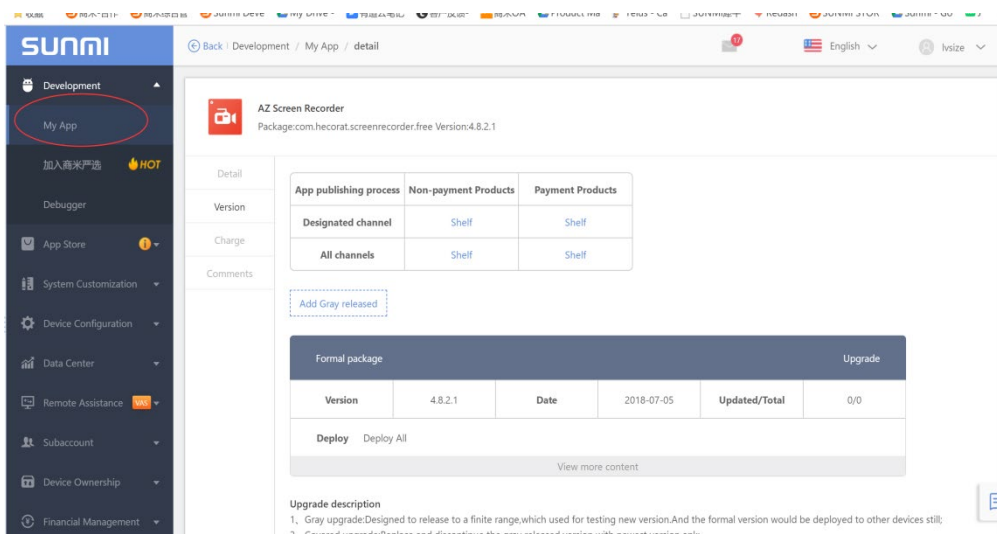 SUNMI
Back | Development / My App / detail
17
English
lvsize
Development
My App
加入商米严选 HOT
Debugger
App Store
System Customization
Device Configuration
Data Center
Remote Assistance VAS
Subaccount
Device Ownership
Financial Management
AZ Screen Recorder
Package:com.hecorat.screenrecorder.free Version:4.8.2.1
Detail
Version
Charge
Comments
App publishing process Non-payment Products Payment Products
Designated channel Shelf Shelf
All channels Shelf Shelf
Add Gray released
Formal package Upgrade
Version 4.8.2.1 Date 2018-07-05 Updated/Total 0/0
Deploy Deploy All
View more content
Upgrade description
1、Gray upgrade:Designed to release to a finite range,which used for testing new version.And the formal version would be deployed to other devices still;